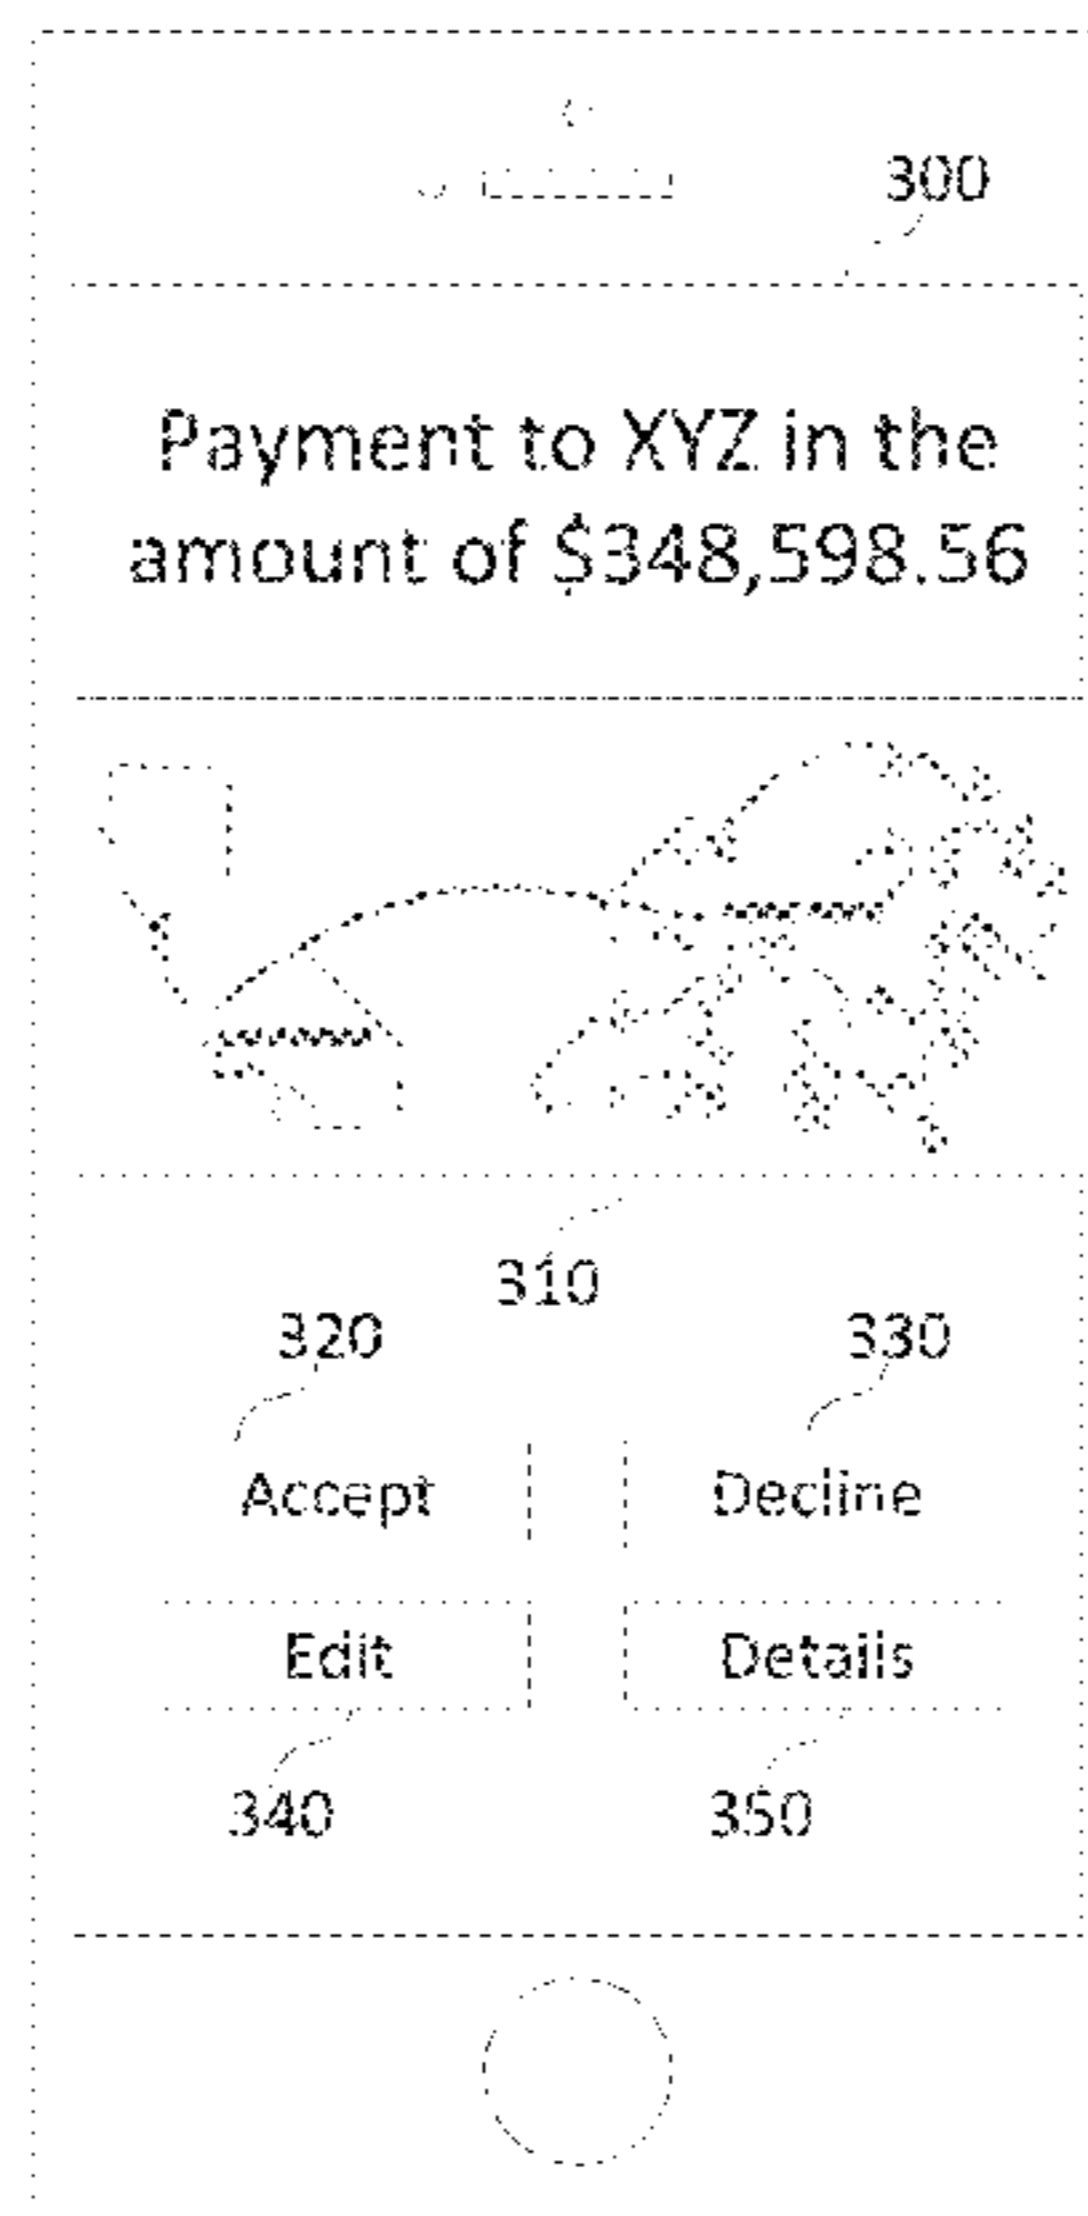 300
Payment to XYZ in the
amount of $348,598.56
310
320 330
Accept Decline
Edit Details
340 350